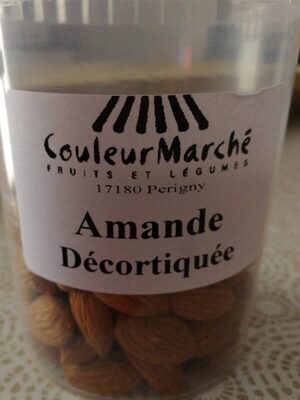 CouleurMarché
FRUITS ET LÉGUMES
17180 Perigny
Amande
Décortiquée